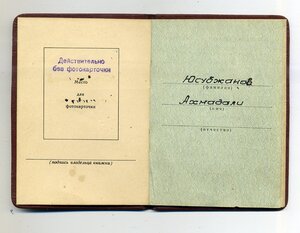 Действительно
без фотокарточки
Место
для
фотокарточки
(подпись владельца книжки)
Юсубжанов
(фамилия)
Ахмадали
(имя)
(отчество)